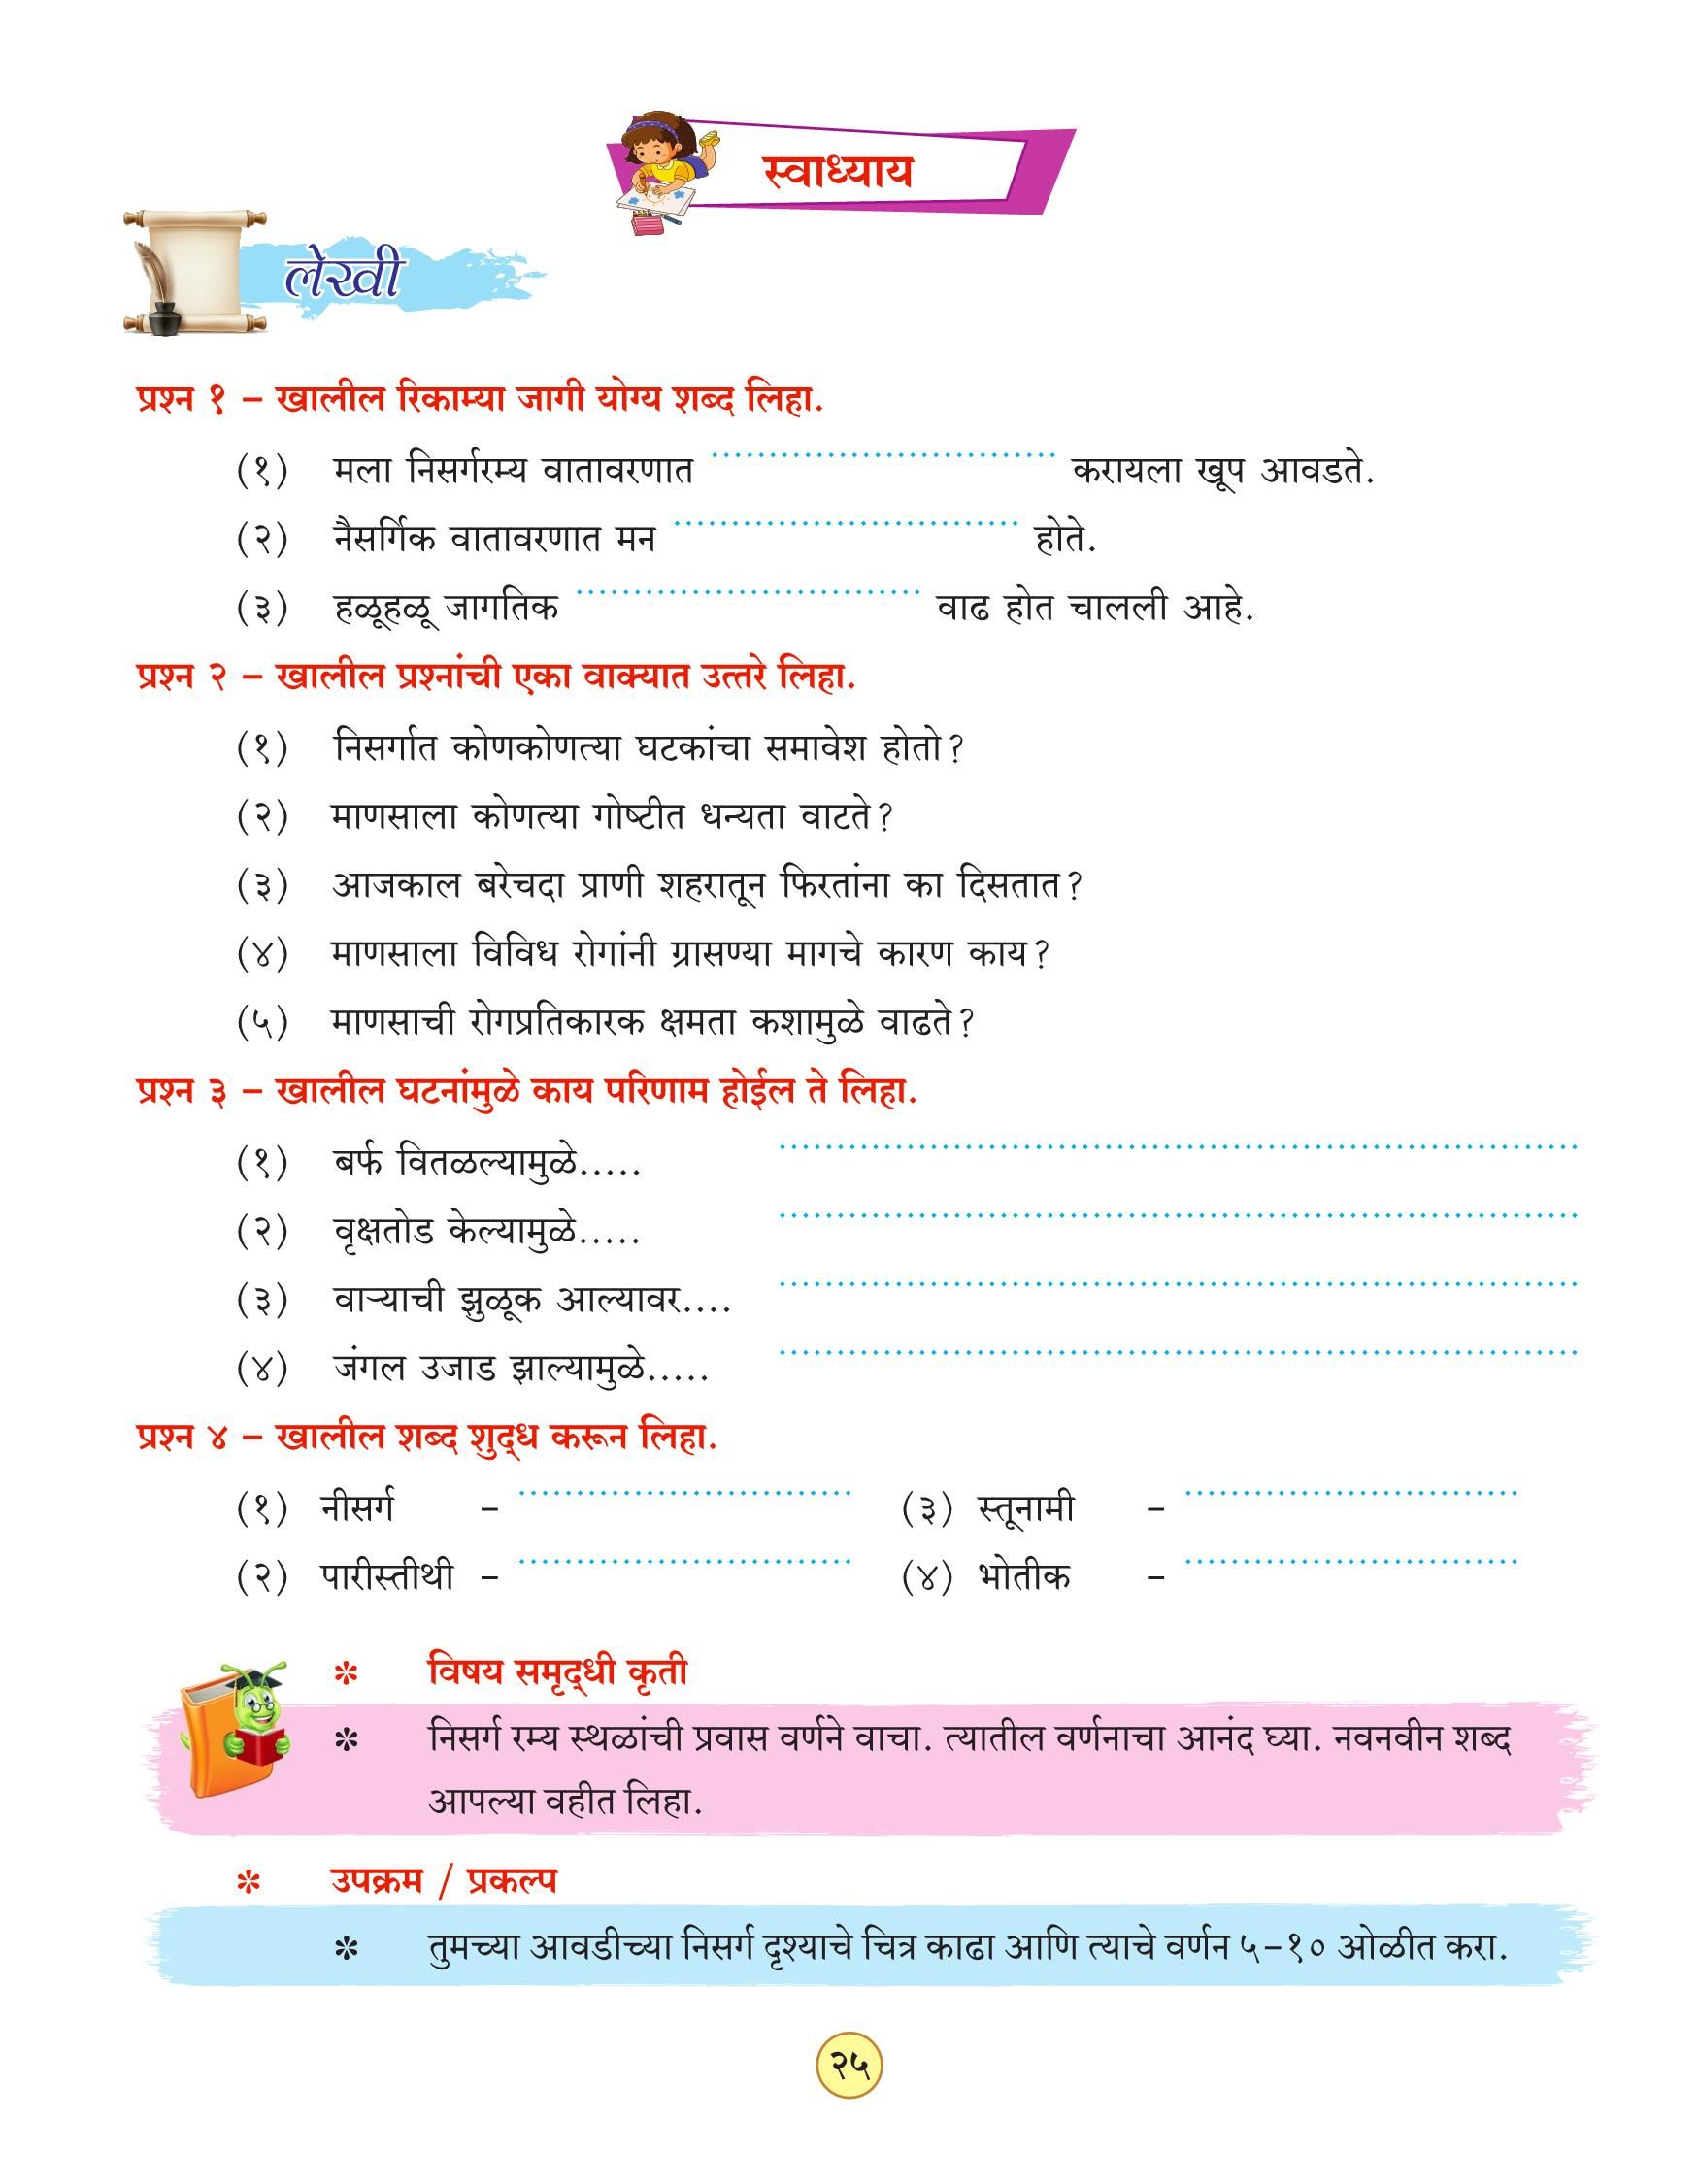 स्वाध्याय
लेखी
प्रश्न १ – खालील रिकाम्या जागी योग्य शब्द लिहा.
(१) मला निसर्गरम्य वातावरणात .............................. करायला खूप आवडते.
(२) नैसर्गिक वातावरणात मन .............................. होते.
(३) हळूहळू जागतिक .............................. वाढ होत चालली आहे.
प्रश्न २ – खालील प्रश्नांची एका वाक्यात उत्तरे लिहा.
(१) निसर्गात कोणकोणत्या घटकांचा समावेश होतो?
(२) माणसाला कोणत्या गोष्टीत धन्यता वाटते?
(३) आजकाल बरेचदा प्राणी शहरातून फिरतांना का दिसतात?
(४) माणसाला विविध रोगांनी ग्रासण्या मागचे कारण काय?
(५) माणसाची रोगप्रतिकारक क्षमता कशामुळे वाढते?
प्रश्न ३ – खालील घटनांमुळे काय परिणाम होईल ते लिहा.
(१) बर्फ वितळल्यामुळे.....
(२) वृक्षतोड केल्यामुळे.....
(३) वाऱ्याची झुळूक आल्यावर....
(४) जंगल उजाड झाल्यामुळे.....
प्रश्न ४ – खालील शब्द शुद्ध करून लिहा.
(१) नीसर्ग – .............................. (३) स्तूनामी – ..............................
(२) पारीस्तीथी – .............................. (४) भोतीक – ..............................
* विषय समृद्धी कृती
* निसर्ग रम्य स्थळांची प्रवास वर्णने वाचा. त्यातील वर्णनाचा आनंद घ्या. नवनवीन शब्द
आपल्या वहीत लिहा.
* उपक्रम / प्रकल्प
* तुमच्या आवडीच्या निसर्ग दृश्याचे चित्र काढा आणि त्याचे वर्णन ५–१० ओळीत करा.
२५